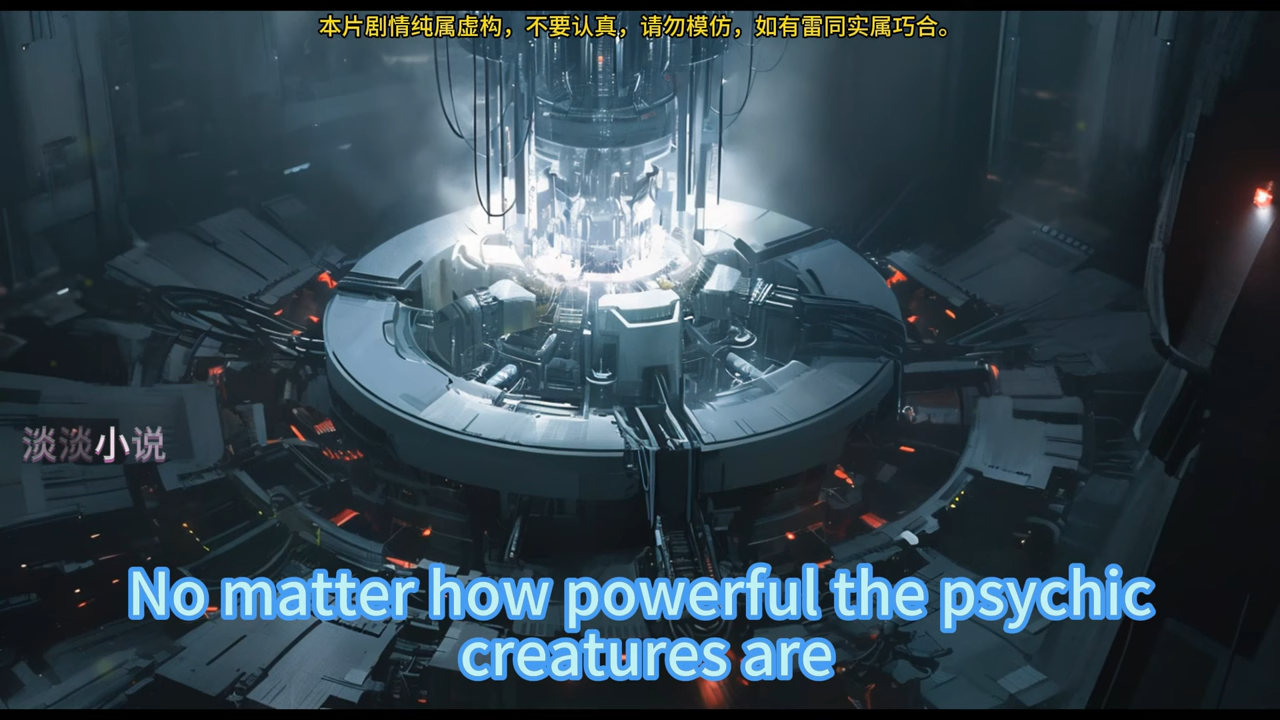 本片剧情纯属虚构，不要认真，请勿模仿，如有雷同实属巧合。
淡淡小说
No matter how powerful the psychic
creatures are